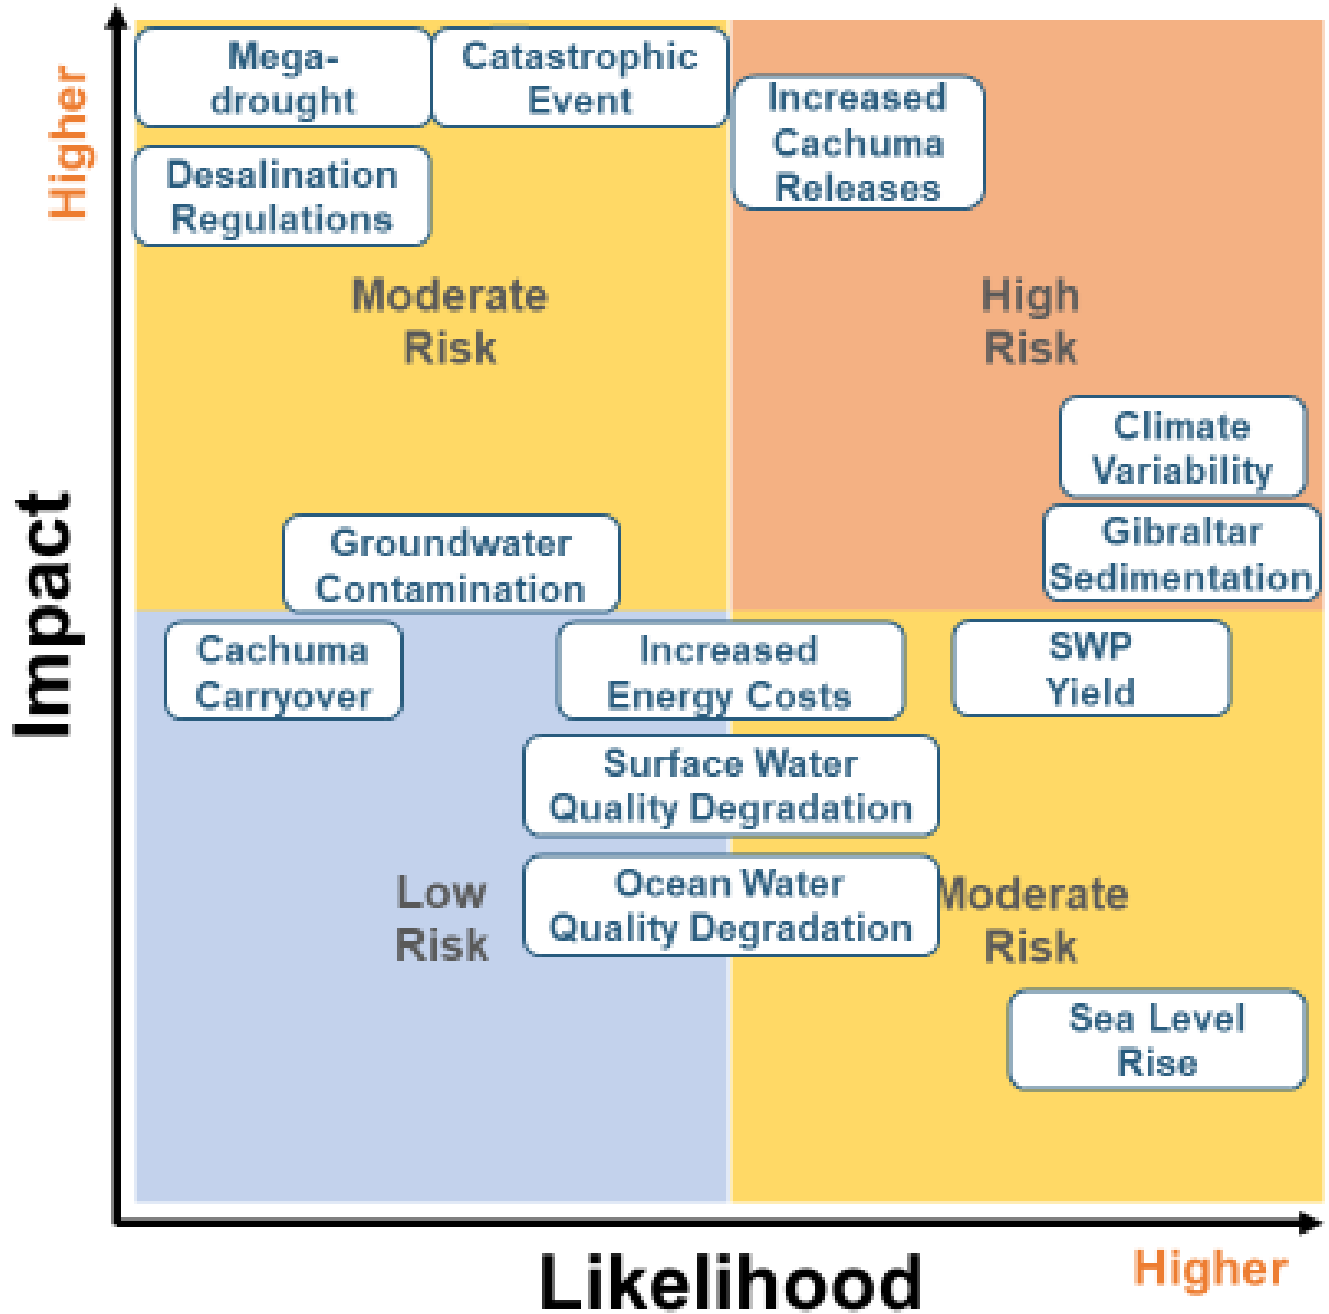 Higher
Impact
Mega-
drought
Catastrophic
Event
Increased
Cachuma
Releases
Desalination
Regulations
Moderate
Risk
High
Risk
Climate
Variability
Gibraltar
Sedimentation
Groundwater
Contamination
Cachuma
Carryover
Increased
Energy Costs
SWP
Yield
Surface Water
Quality Degradation
Low
Risk
Ocean Water
Quality Degradation
Moderate
Risk
Sea Level
Rise
Likelihood
Higher